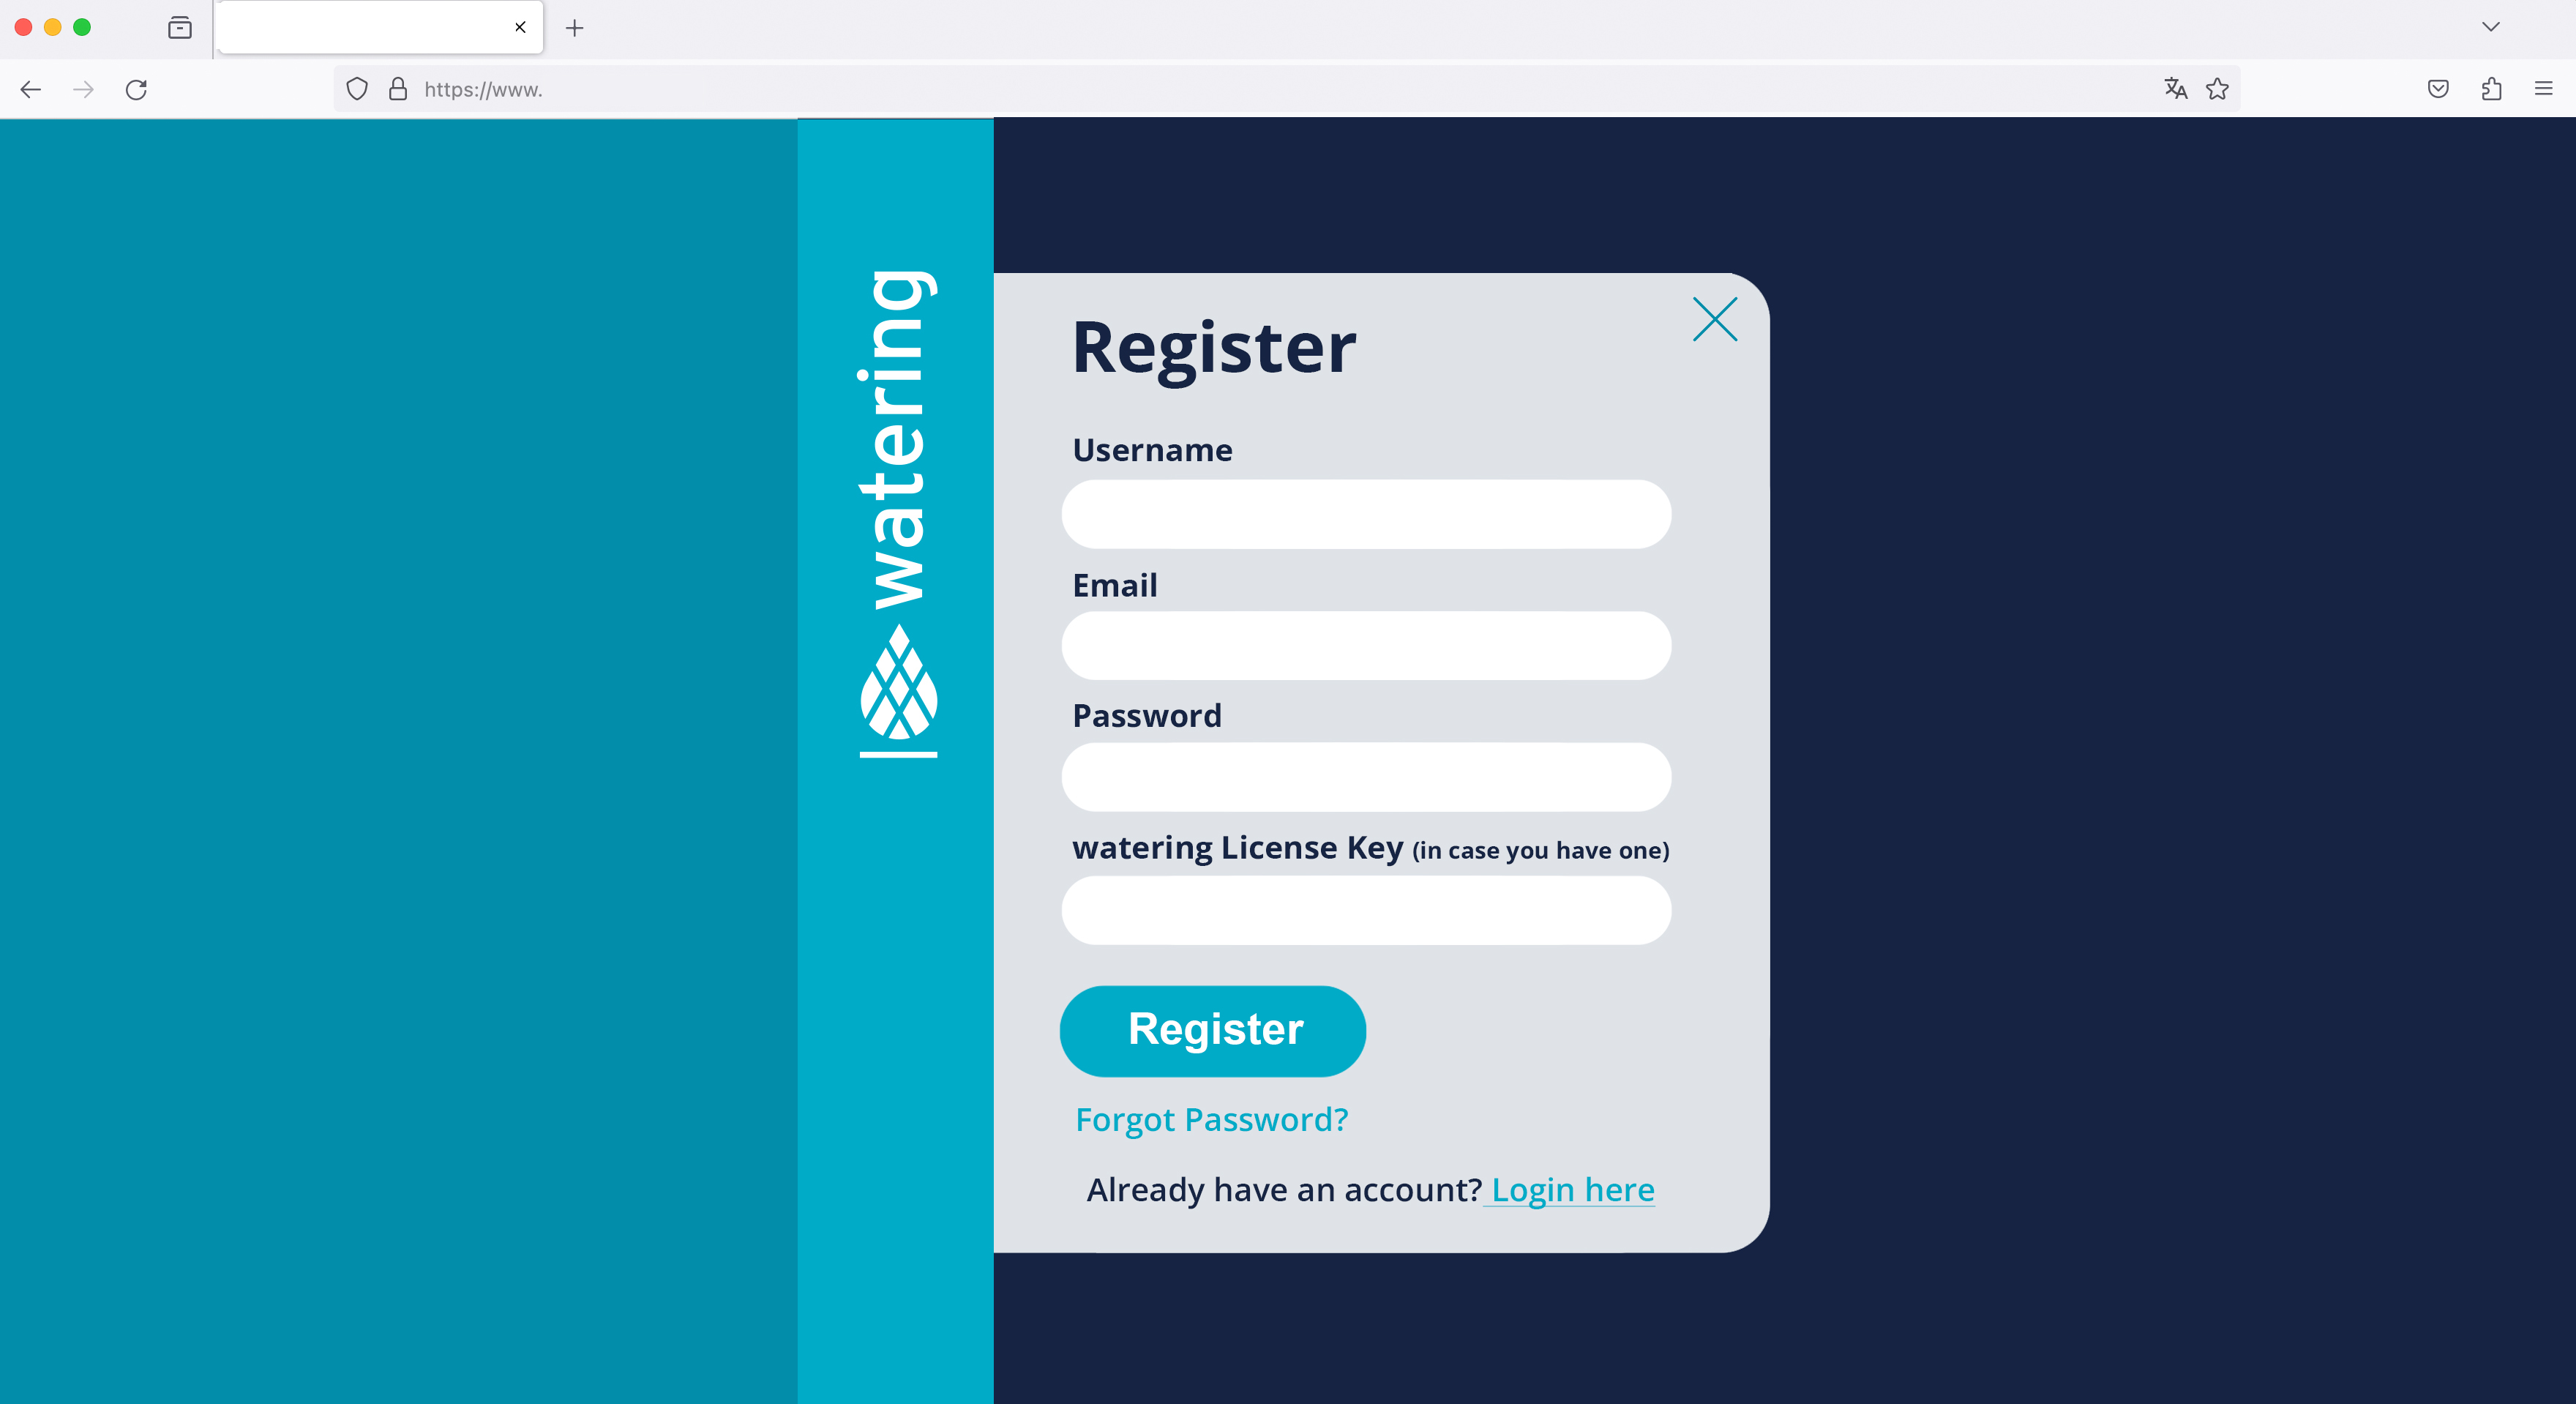 https://www.
watering
Register
Username
Email
Password
watering License Key (in case you have one)
Register
Forgot Password?
Already have an account? Login here